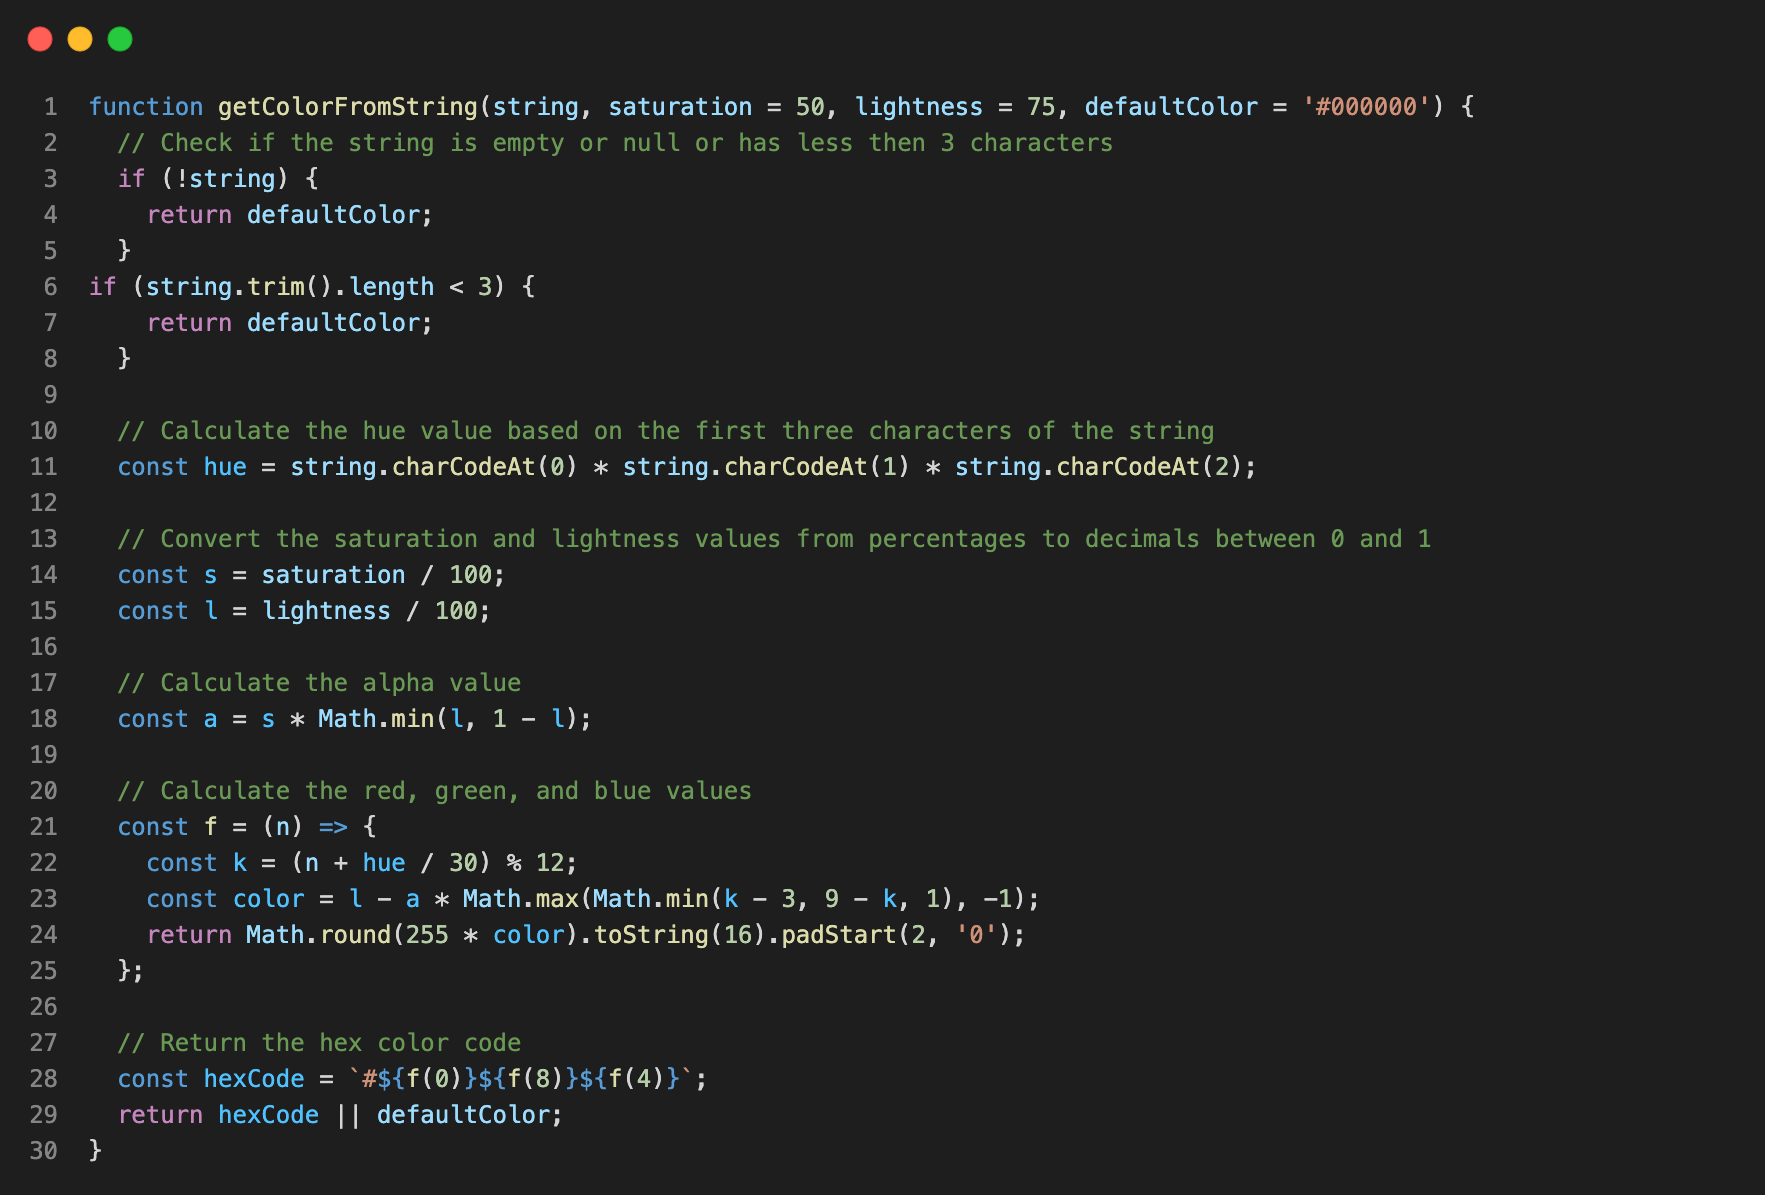 1 function getColorFromString(string, saturation = 50, lightness = 75, defaultColor = '#000000') {
2   // Check if the string is empty or null or has less then 3 characters
3   if (!string) {
4     return defaultColor;
5   }
6 if (string.trim().length < 3) {
7     return defaultColor;
8   }
9
10   // Calculate the hue value based on the first three characters of the string
11   const hue = string.charCodeAt(0) * string.charCodeAt(1) * string.charCodeAt(2);
12
13   // Convert the saturation and lightness values from percentages to decimals between 0 and 1
14   const s = saturation / 100;
15   const l = lightness / 100;
16
17   // Calculate the alpha value
18   const a = s * Math.min(l, 1 - l);
19
20   // Calculate the red, green, and blue values
21   const f = (n) => {
22     const k = (n + hue / 30) % 12;
23     const color = l - a * Math.max(Math.min(k - 3, 9 - k, 1), -1);
24     return Math.round(255 * color).toString(16).padStart(2, '0');
25   };
26
27   // Return the hex color code
28   const hexCode = `#${f(0)}${f(8)}${f(4)}`;
29   return hexCode || defaultColor;
30 }